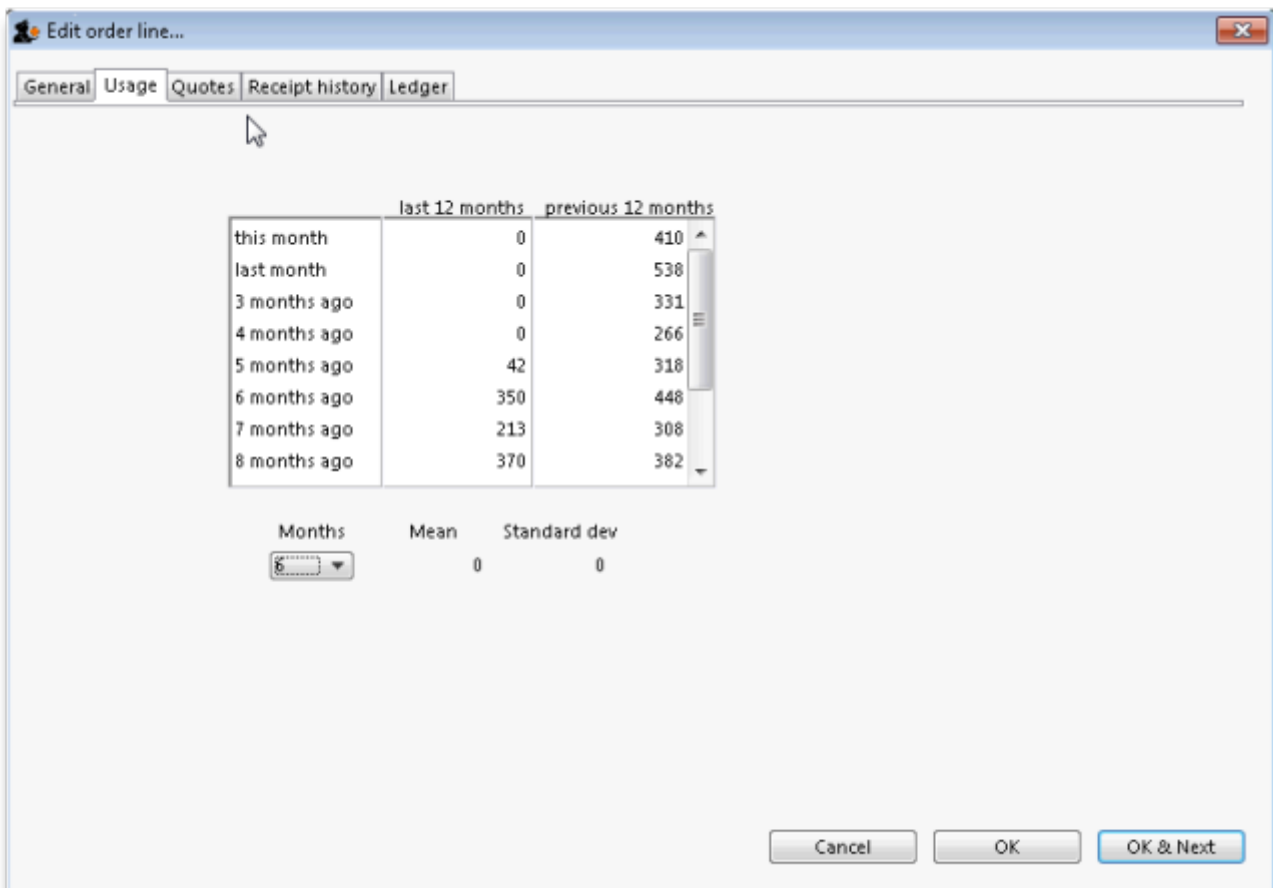 Edit order line...
General Usage Quotes Receipt history Ledger
last 12 months previous 12 months
this month 0 410
last month 0 538
3 months ago 0 331
4 months ago 0 266
5 months ago 42 318
6 months ago 350 448
7 months ago 213 308
8 months ago 370 382
Months Mean Standard dev
6 0 0
Cancel OK OK & Next